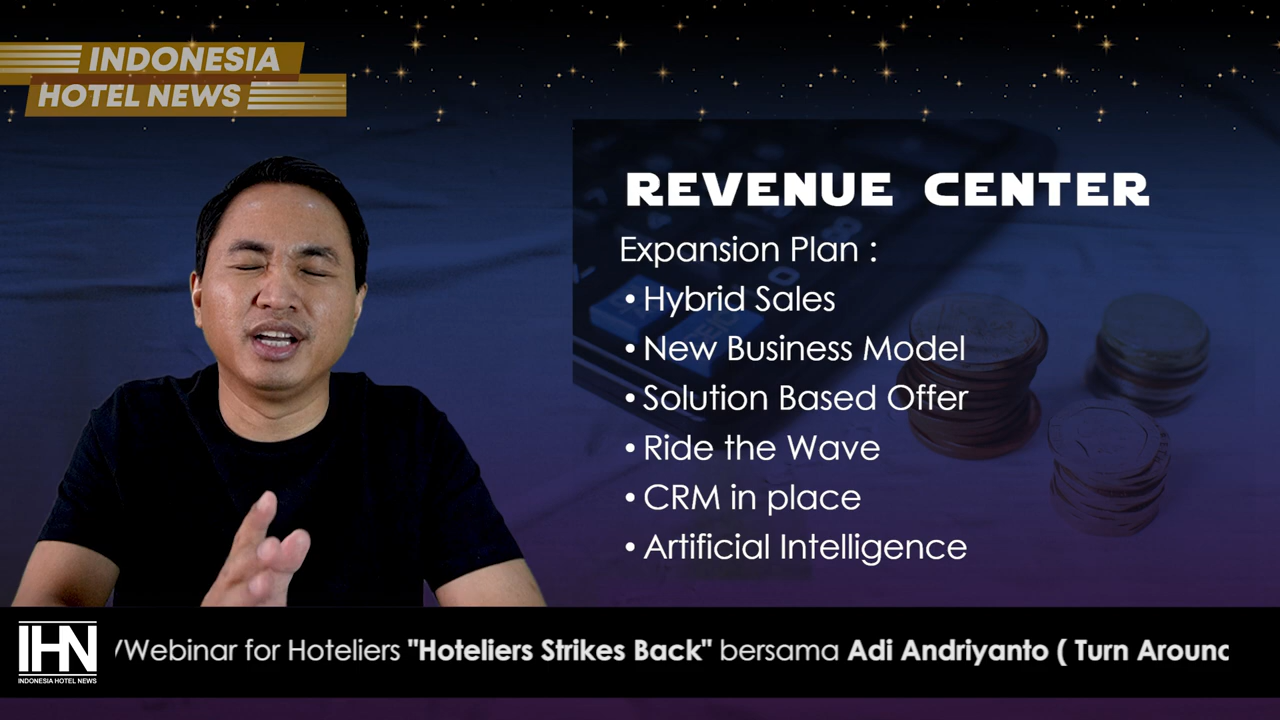 INDONESIA
HOTEL NEWS
REVENUE CENTER
Expansion Plan :
• Hybrid Sales
• New Business Model
• Solution Based Offer
• Ride the Wave
• CRM in place
• Artificial Intelligence
IHN
INDONESIA HOTEL NEWS
/Webinar for Hoteliers "Hoteliers Strikes Back" bersama Adi Andriyanto ( Turn Around